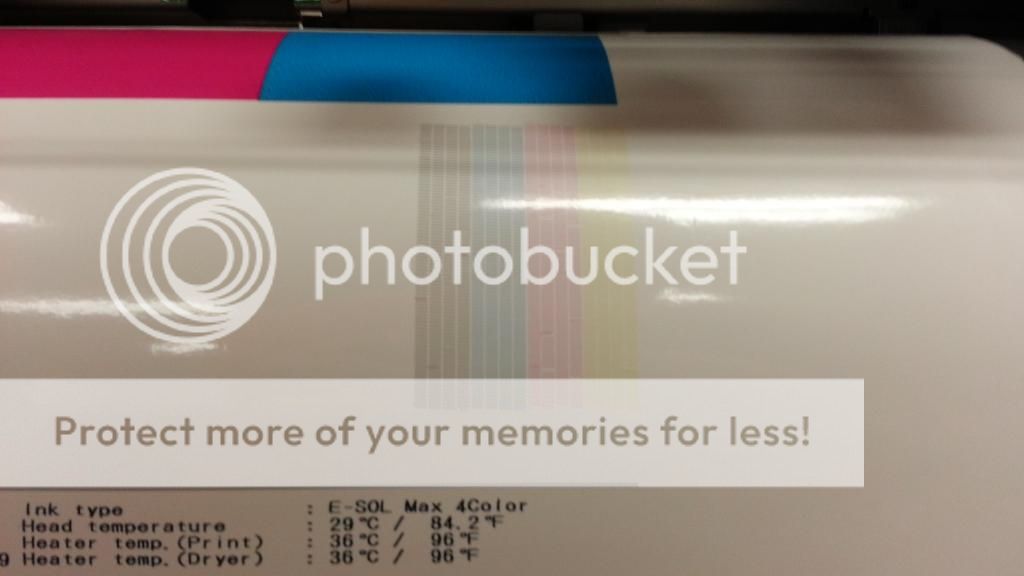 photobucket
Protect more of your memories for less!
Ink type : E-SOL Max 4Color
Head temperature : 29℃ / 84.2℉
Heater temp.(Print) : 36℃ / 96℉
9 Heater temp.(Dryer) : 36℃ / 96℉